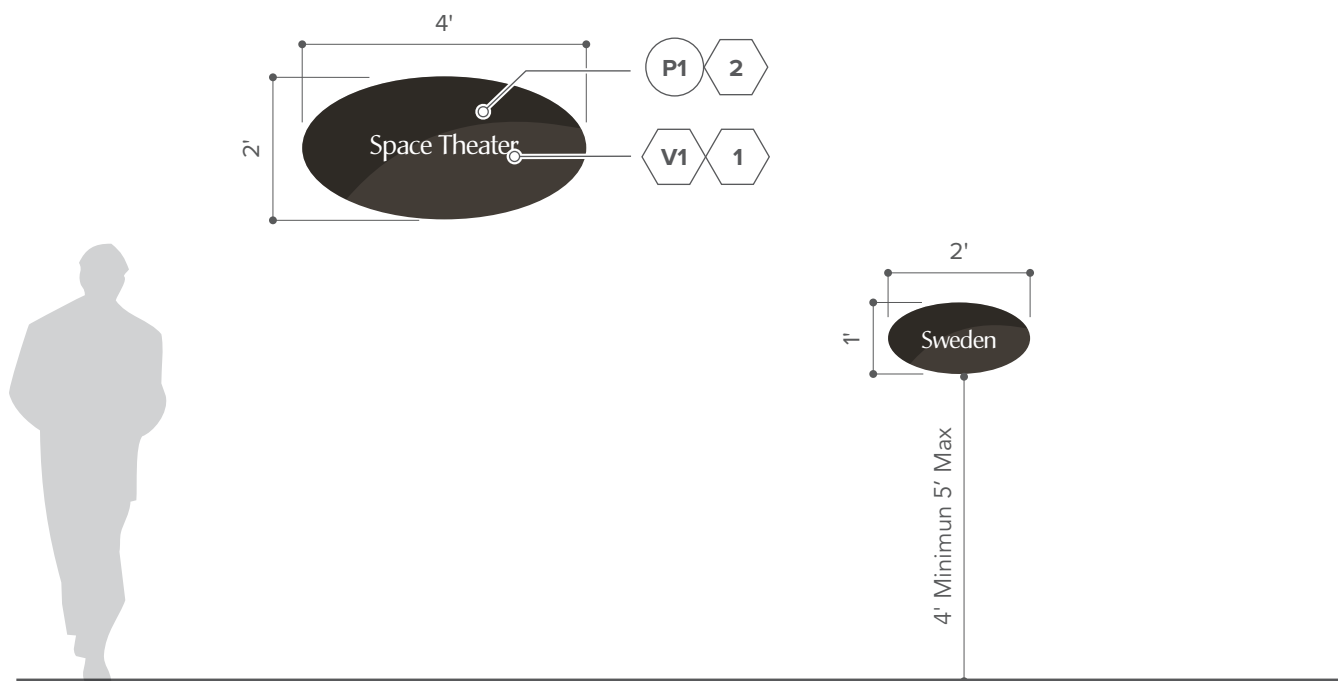 4'
P1 2
2'
Space Theater
V1 1
2'
1'
Sweden
4' Minimun 5’ Max